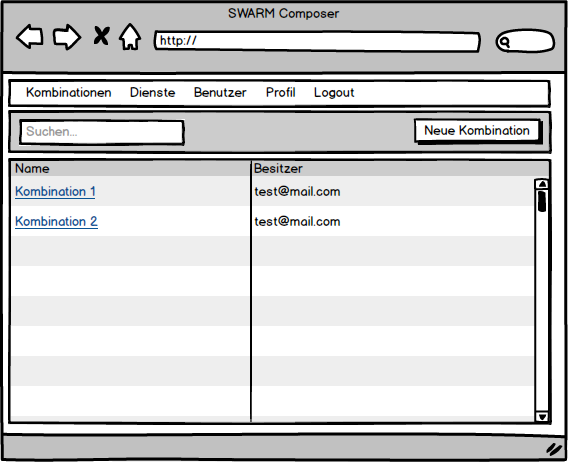 SWARM Composer
http://
Kombinationen Dienste Benutzer Profil Logout
Suchen... Neue Kombination
Name Besitzer
Kombination 1 test@mail.com
Kombination 2 test@mail.com